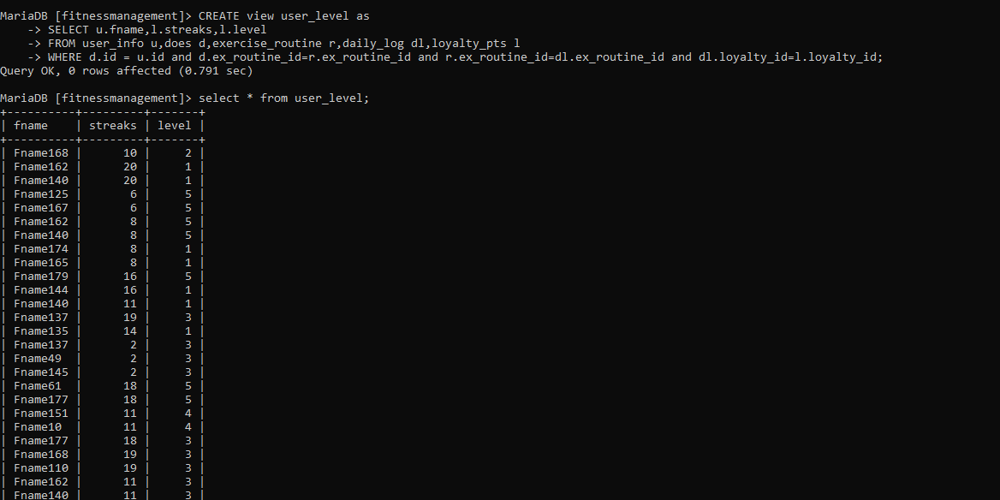 MariaDB [fitnessmanagement]> CREATE view user_level as
    -> SELECT u.fname,l.streaks,l.level
    -> FROM user_info u,does d,exercise_routine r,daily_log dl,loyalty_pts l
    -> WHERE d.id = u.id and d.ex_routine_id=r.ex_routine_id and r.ex_routine_id=dl.ex_routine_id and dl.loyalty_id=l.loyalty_id;
Query OK, 0 rows affected (0.791 sec)

MariaDB [fitnessmanagement]> select * from user_level;
+----------+---------+-------+
| fname    | streaks | level |
+----------+---------+-------+
| Fname168 |      10 |     2 |
| Fname162 |      20 |     1 |
| Fname140 |      20 |     1 |
| Fname125 |       6 |     5 |
| Fname167 |       6 |     5 |
| Fname162 |       8 |     5 |
| Fname140 |       8 |     5 |
| Fname174 |       8 |     1 |
| Fname165 |       8 |     1 |
| Fname179 |      16 |     5 |
| Fname144 |      16 |     1 |
| Fname140 |      11 |     1 |
| Fname137 |      19 |     3 |
| Fname135 |      14 |     1 |
| Fname137 |       2 |     3 |
| Fname49  |       2 |     3 |
| Fname145 |       2 |     3 |
| Fname61  |      18 |     5 |
| Fname177 |      18 |     5 |
| Fname151 |      11 |     4 |
| Fname10  |      11 |     4 |
| Fname177 |      18 |     3 |
| Fname168 |      19 |     3 |
| Fname110 |      19 |     3 |
| Fname162 |      11 |     3 |
| Fname140 |      11 |     3 |